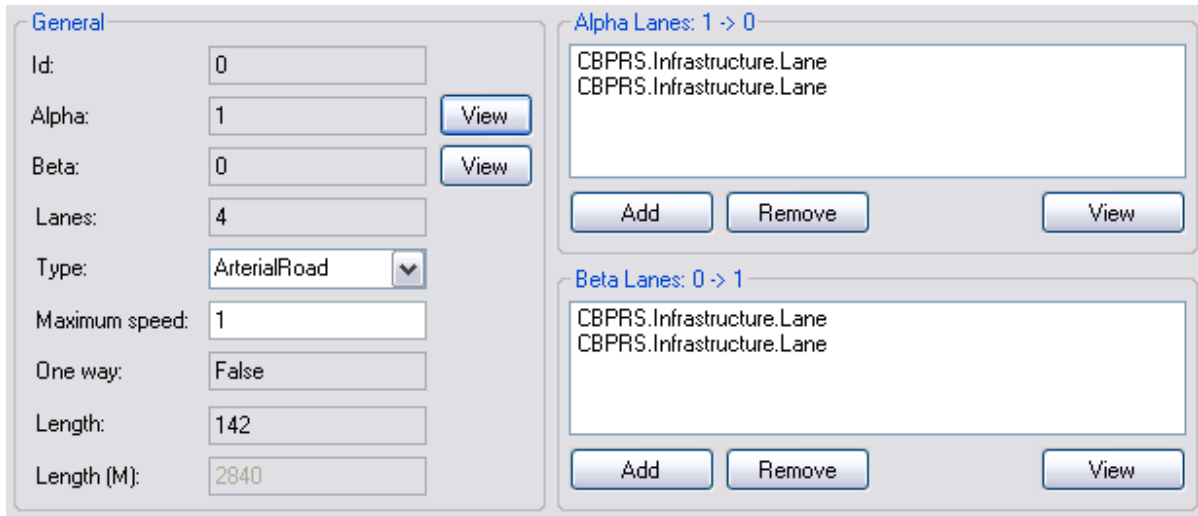 General
Id: 0
Alpha: 1 View
Beta: 0 View
Lanes: 4
Type: ArterialRoad
Maximum speed: 1
One way: False
Length: 142
Length (M): 2840
Alpha Lanes: 1 -> 0
CBPRS.Infrastructure.Lane
CBPRS.Infrastructure.Lane
Add Remove View
Beta Lanes: 0 -> 1
CBPRS.Infrastructure.Lane
CBPRS.Infrastructure.Lane
Add Remove View